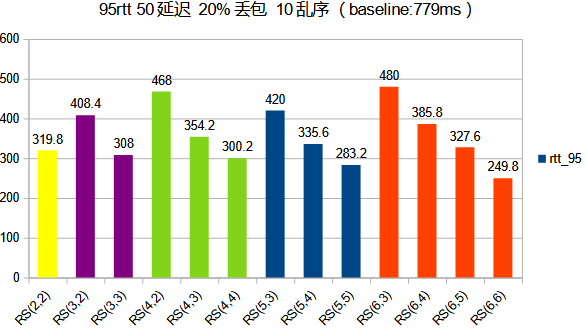 95rtt 50延迟 20%丢包 10乱序（baseline:779ms）
600
500
400
300
200
100
0
319.8
408.4
308
468
354.2
300.2
420
335.6
283.2
480
385.8
327.6
249.8
RS(2,2)
RS(3,2)
RS(3,3)
RS(4,2)
RS(4,3)
RS(4,4)
RS(5,3)
RS(5,4)
RS(5,5)
RS(6,3)
RS(6,4)
RS(6,5)
RS(6,6)
rtt_95